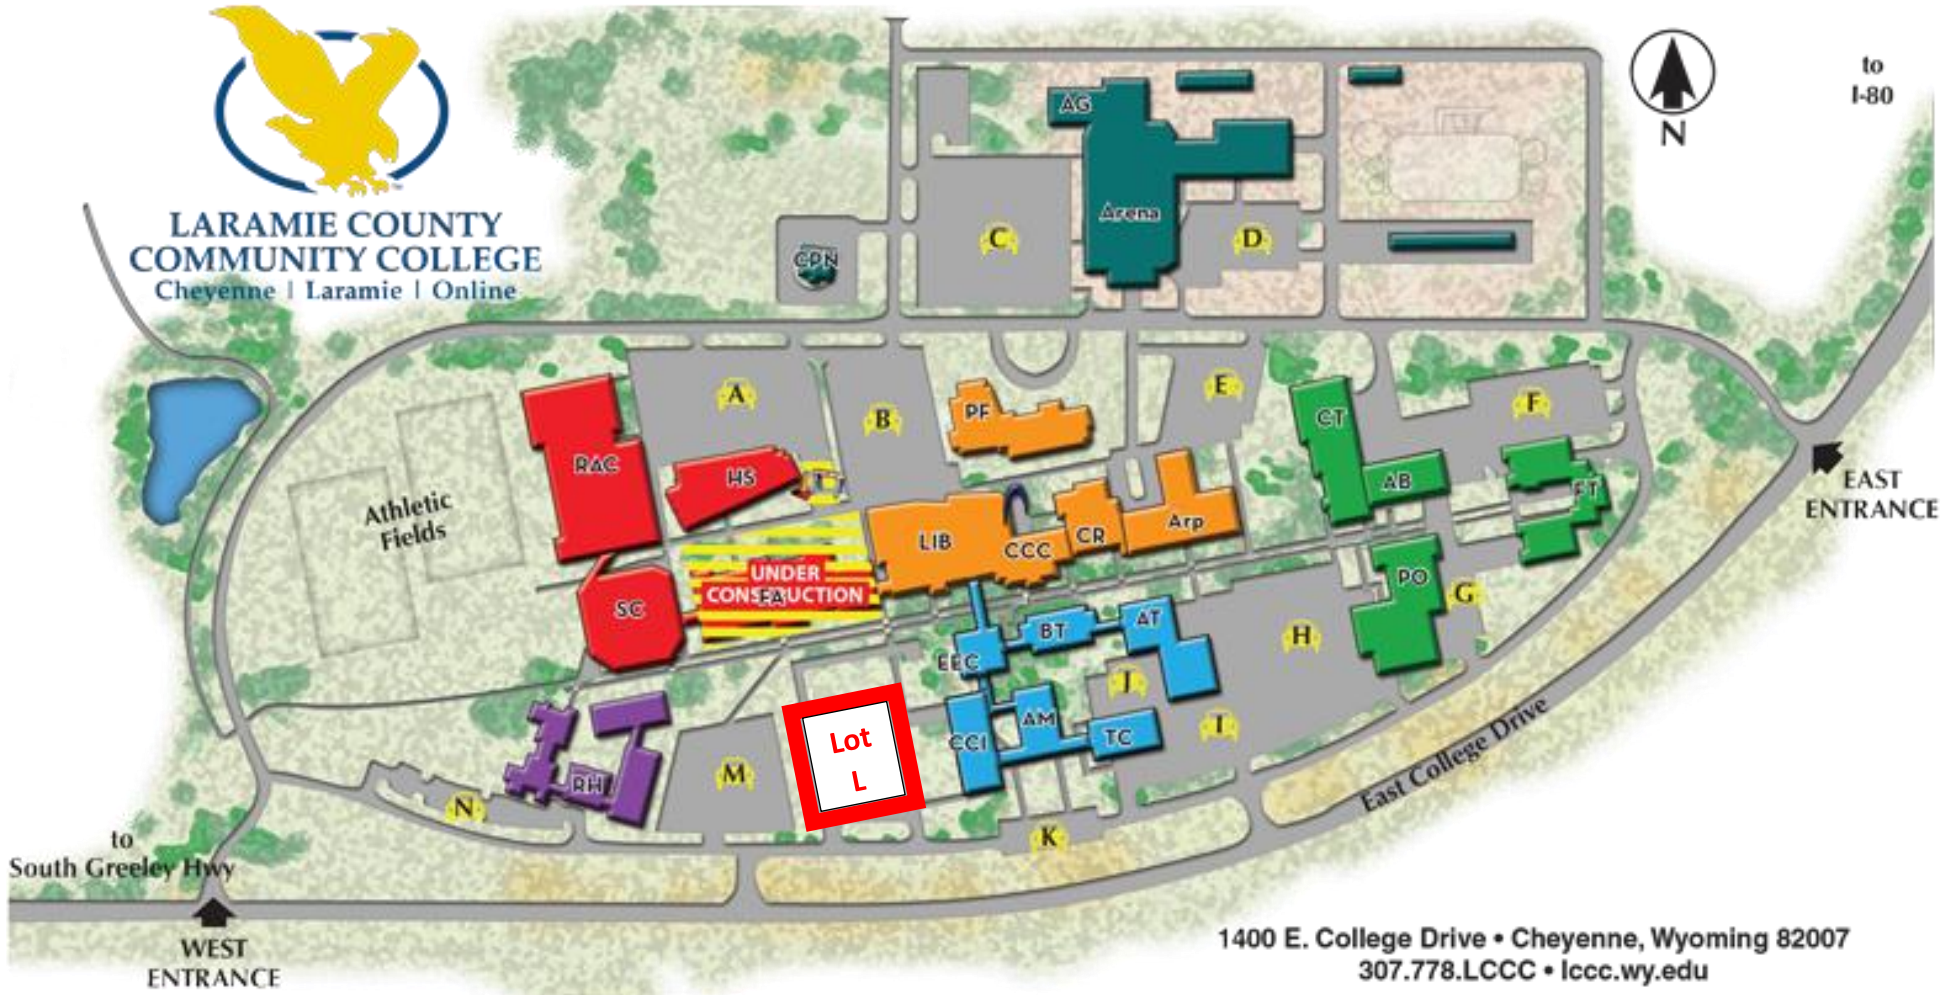 LARAMIE COUNTY
COMMUNITY COLLEGE
Cheyenne | Laramie | Online
N
to
I-80
AG
Arena
C
D
CPN
A
B
PF
E
CT
F
RAC
HS
AB
FT
EAST
ENTRANCE
Athletic
Fields
LIB
CCC
CR
Arp
UNDER
CONSTRUCTION
FA
SC
PO
G
H
BT
AT
EEC
J
I
CCI
AM
TC
Lot
L
M
RH
N
K
East College Drive
to
South Greeley Hwy
WEST
ENTRANCE
1400 E. College Drive • Cheyenne, Wyoming 82007
307.778.LCCC • lccc.wy.edu